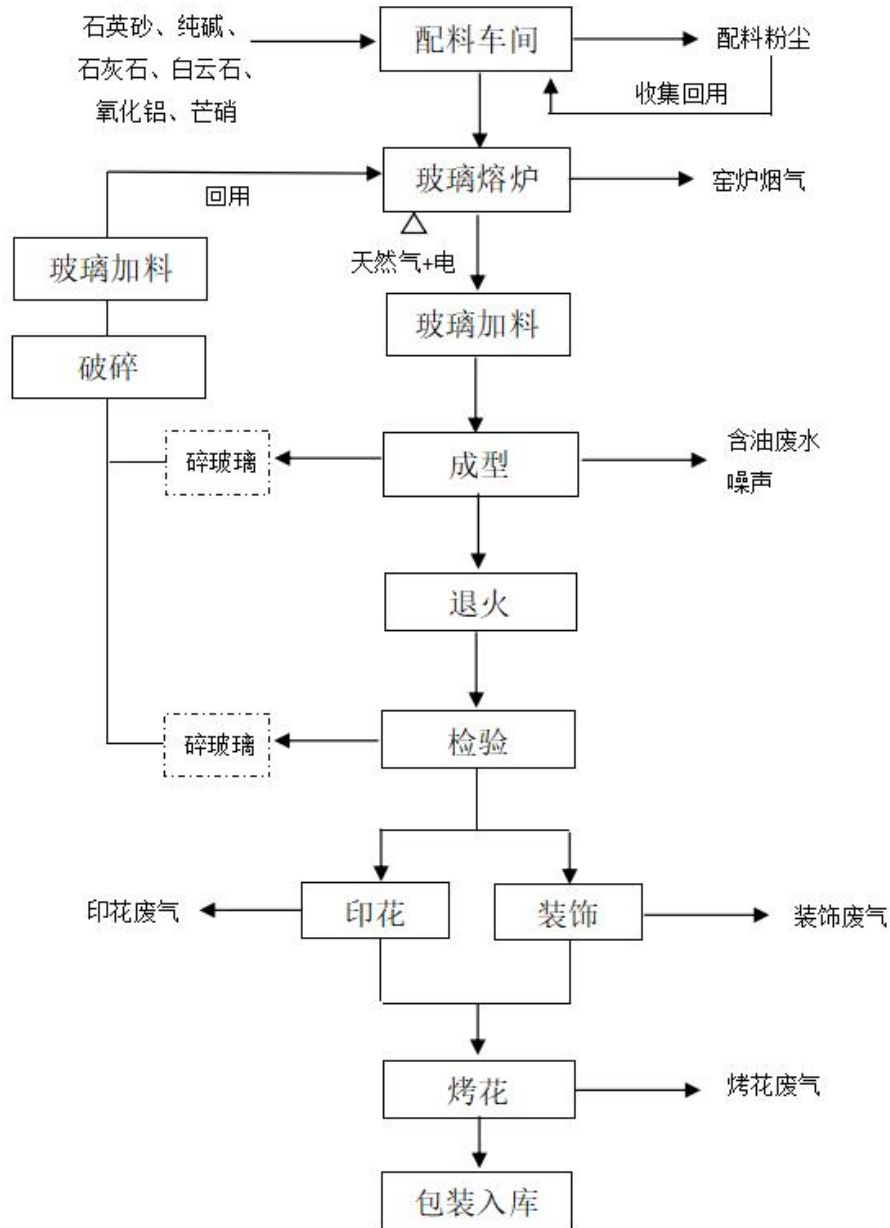 石英砂、纯碱、
石灰石、白云石、
氧化铝、芒硝
配料车间
配料粉尘
收集回用
玻璃熔炉
窑炉烟气
回用
天然气+电
玻璃加料
玻璃加料
破碎
碎玻璃
成型
含油废水
噪声
退火
碎玻璃
检验
印花废气
印花
装饰
装饰废气
烤花
烤花废气
包装入库